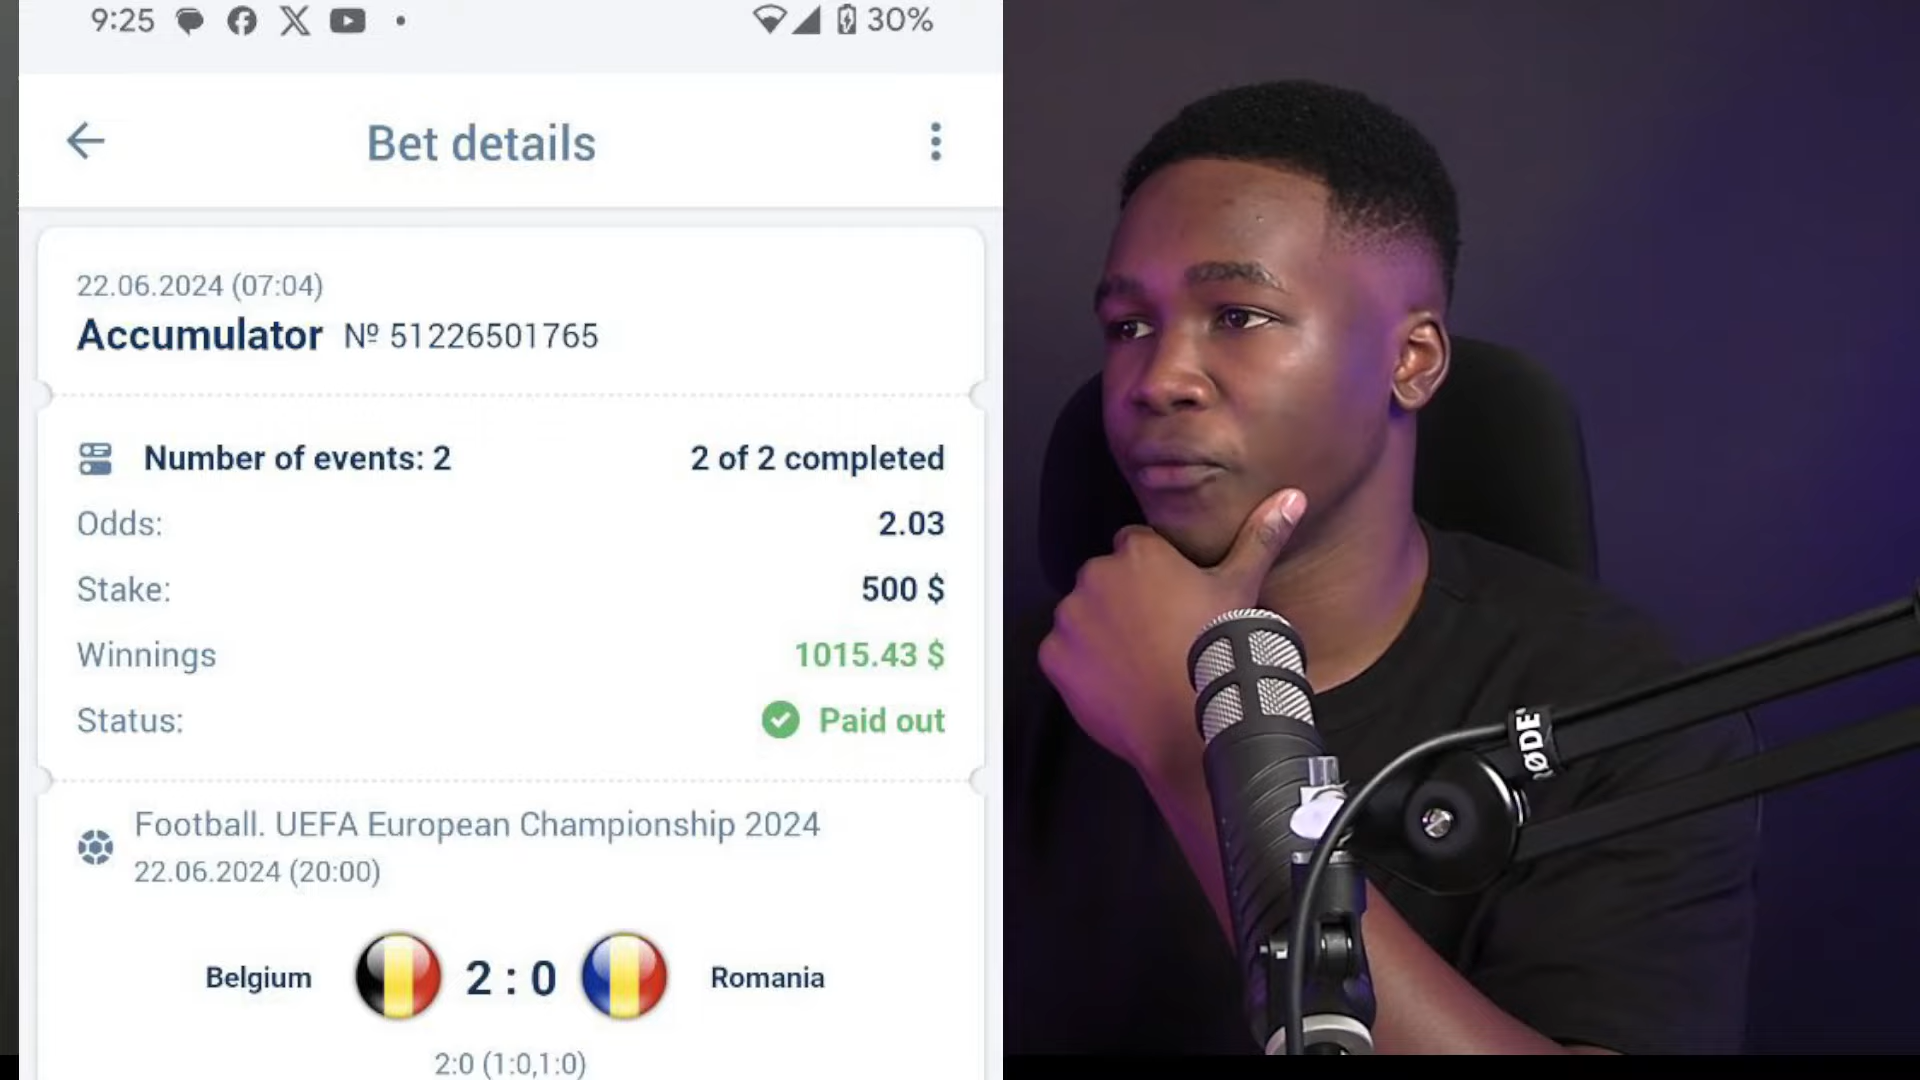 9:25
30%
Bet details
22.06.2024 (07:04)
Accumulator № 51226501765
Number of events: 2 2 of 2 completed
Odds: 2.03
Stake: 500 $
Winnings 1015.43 $
Status: Paid out
Football. UEFA European Championship 2024
22.06.2024 (20:00)
Belgium 2 : 0 Romania
2:0 (1:0,1:0)
RØDE